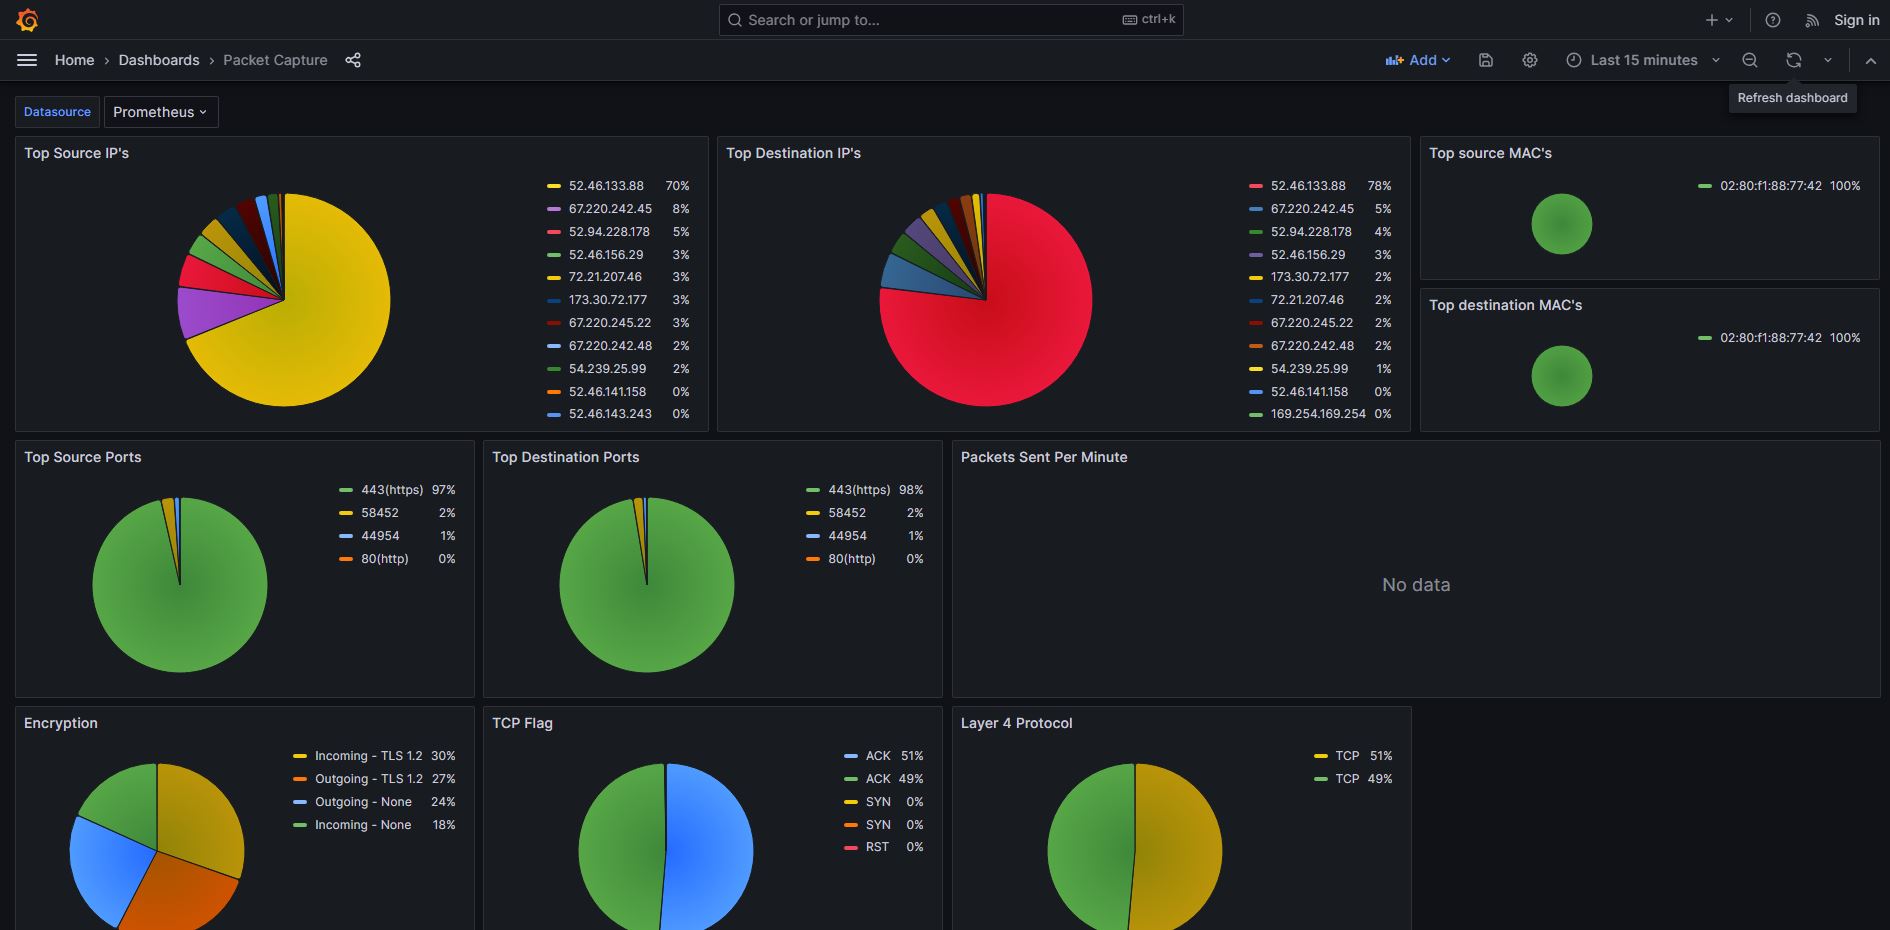 Search or jump to...
ctrl+k
Sign in
Home › Dashboards › Packet Capture
Add
Last 15 minutes
Refresh dashboard
Datasource
Prometheus
Top Source IP's
52.46.133.88 70%
67.220.242.45 8%
52.94.228.178 5%
52.46.156.29 3%
72.21.207.46 3%
173.30.72.177 3%
67.220.245.22 3%
67.220.242.48 2%
54.239.25.99 2%
52.46.141.158 0%
52.46.143.243 0%
Top Destination IP's
52.46.133.88 78%
67.220.242.45 5%
52.94.228.178 4%
52.46.156.29 3%
173.30.72.177 2%
72.21.207.46 2%
67.220.245.22 2%
67.220.242.48 2%
54.239.25.99 1%
52.46.141.158 0%
169.254.169.254 0%
Top source MAC's
02:80:f1:88:77:42 100%
Top destination MAC's
02:80:f1:88:77:42 100%
Top Source Ports
443(https) 97%
58452 2%
44954 1%
80(http) 0%
Top Destination Ports
443(https) 98%
58452 2%
44954 1%
80(http) 0%
Packets Sent Per Minute
No data
Encryption
Incoming - TLS 1.2 30%
Outgoing - TLS 1.2 27%
Outgoing - None 24%
Incoming - None 18%
TCP Flag
ACK 51%
ACK 49%
SYN 0%
SYN 0%
RST 0%
Layer 4 Protocol
TCP 51%
TCP 49%